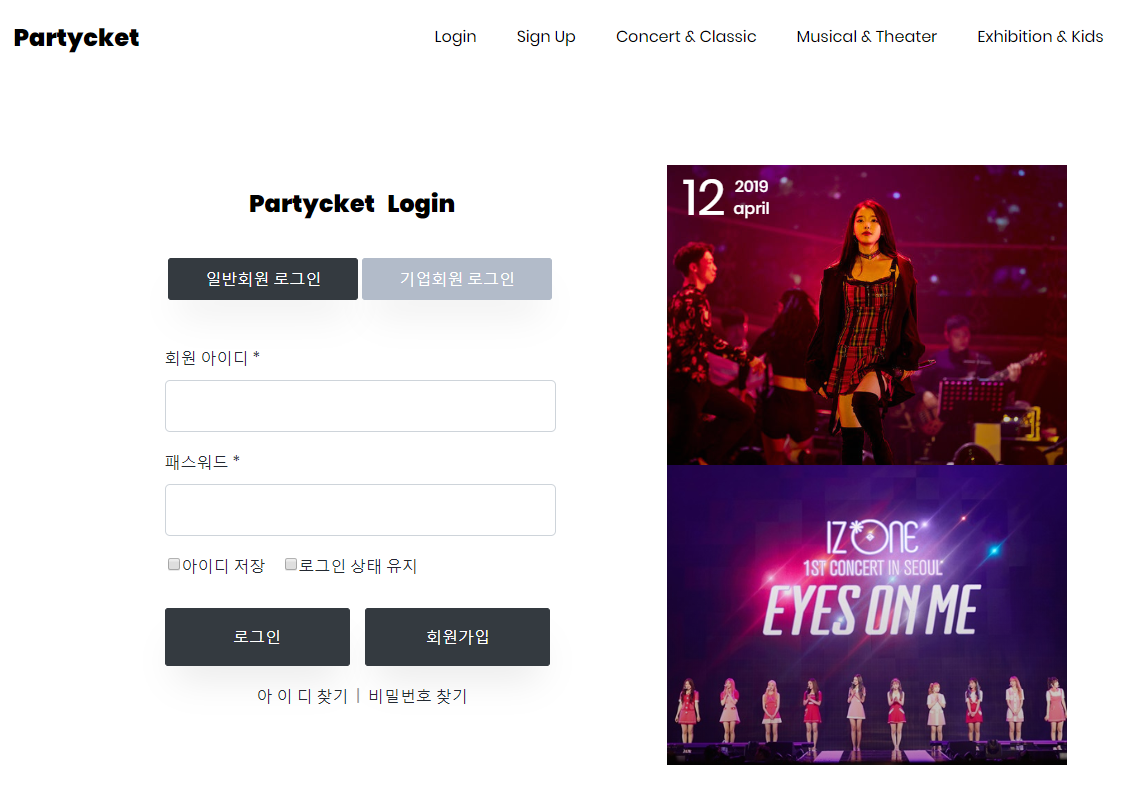 Partycket
Login
Sign Up
Concert & Classic
Musical & Theater
Exhibition & Kids
Partycket Login
일반회원 로그인
기업회원 로그인
회원 아이디 *
패스워드 *
아이디 저장
로그인 상태 유지
로그인
회원가입
아 이 디 찾기 | 비밀번호 찾기
12 2019
april
IZ*ONE
1ST CONCERT IN SEOUL
EYES ON ME